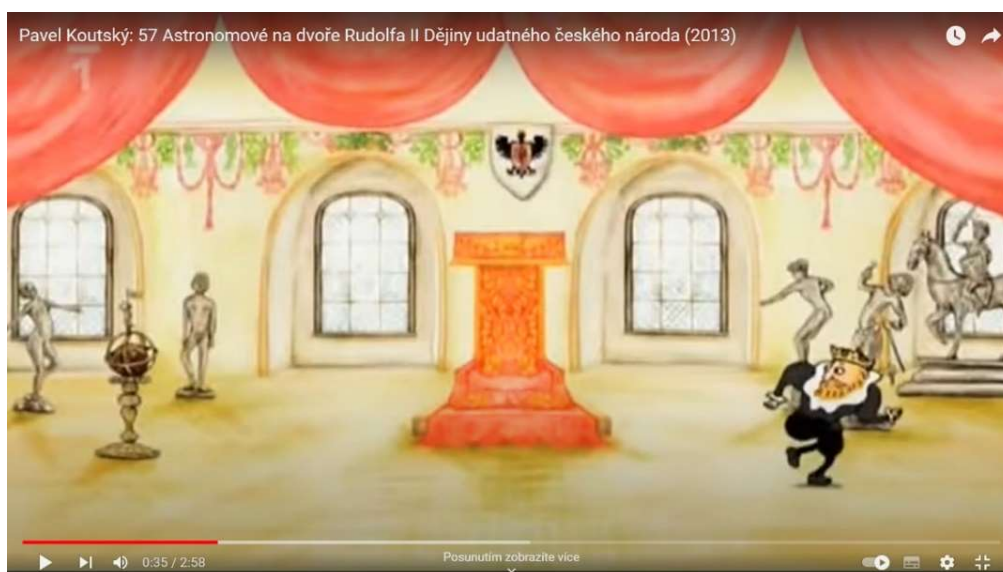 Pavel Koutský: 57 Astronomové na dvoře Rudolfa II Dějiny udatného českého národa (2013)
1
0:35 / 2:58
Posunutím zobrazíte více